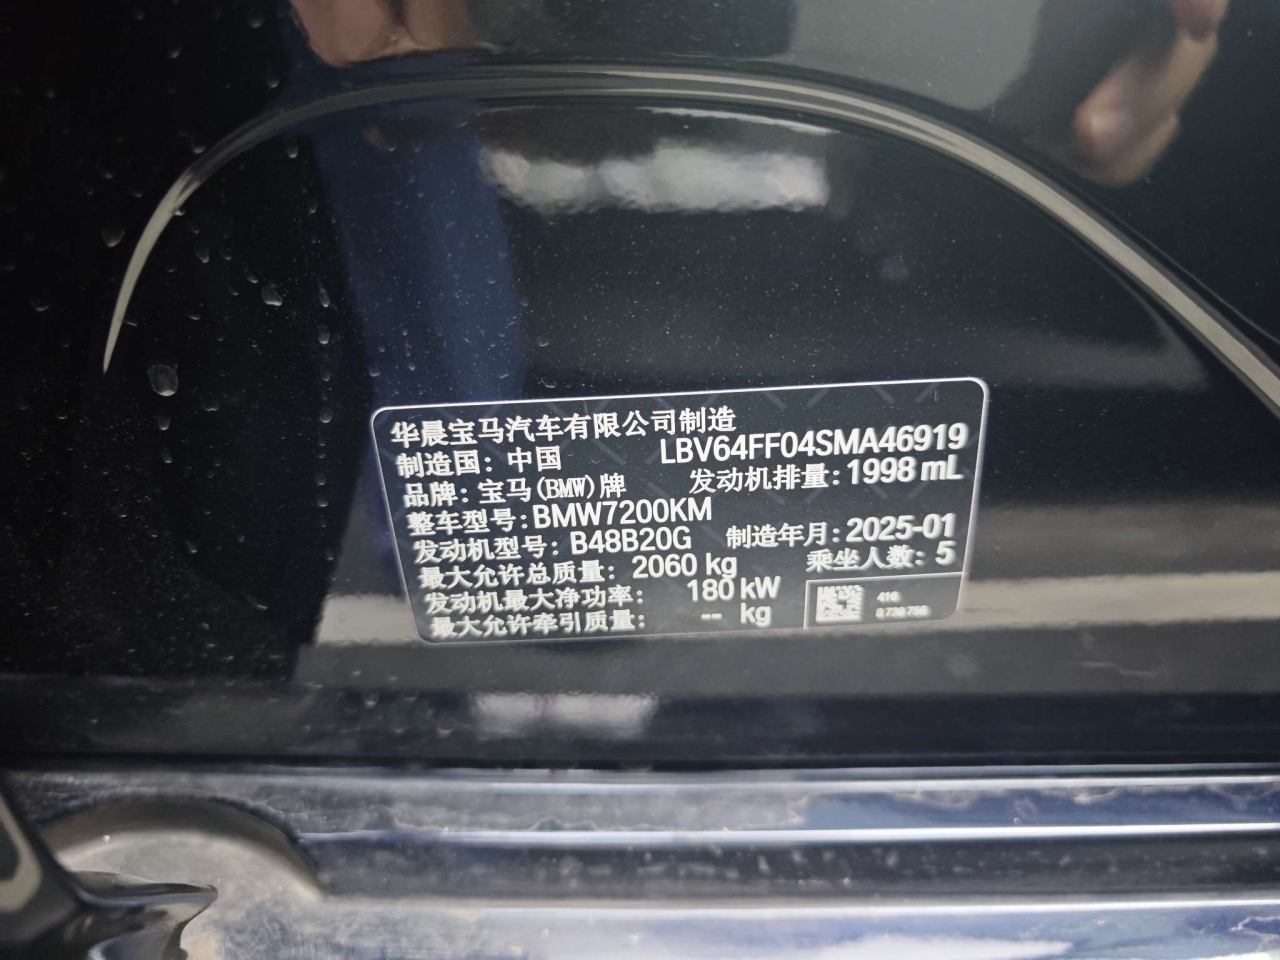 华晨宝马汽车有限公司制造
制造国：中国 LBV64FF04SMA46919
品牌：宝马(BMW)牌 发动机排量：1998 mL
整车型号：BMW7200KM
发动机型号：B48B20G 制造年月：2025-01
最大允许总质量：2060 kg 乘坐人数：5
发动机最大净功率：180 kW
最大允许牵引质量：-- kg
416